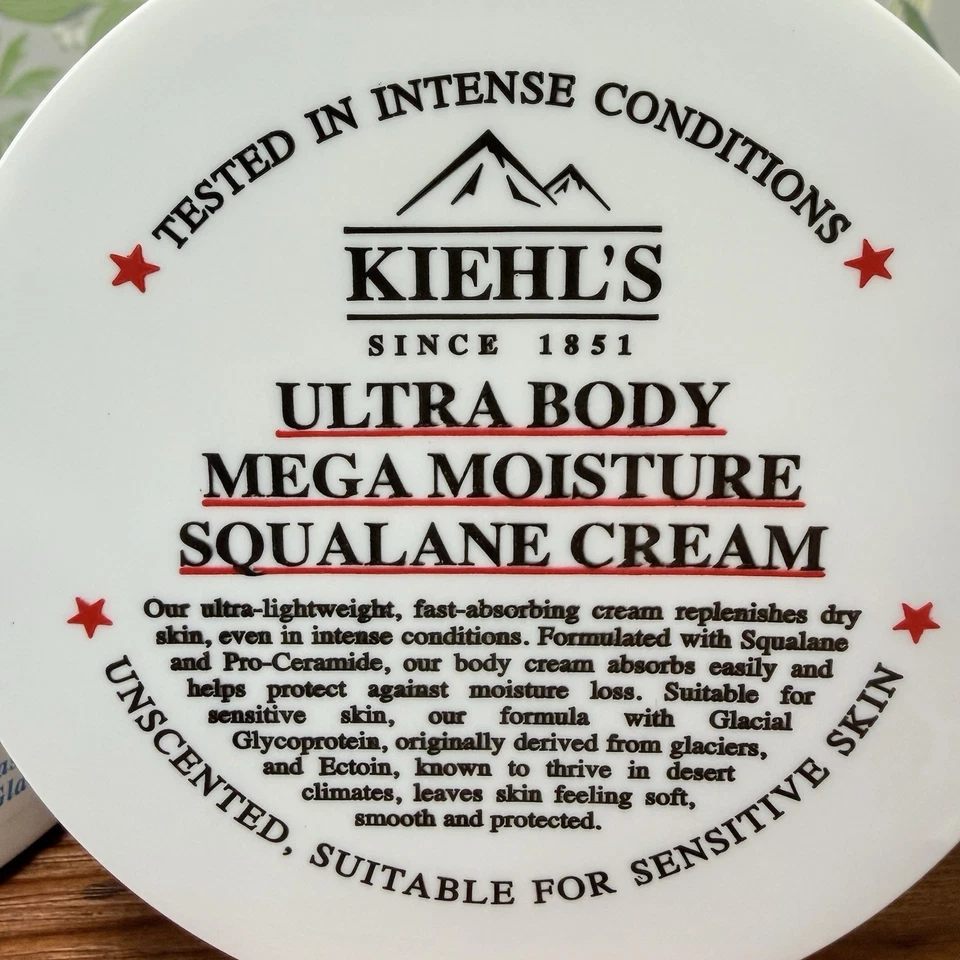 TESTED IN INTENSE CONDITIONS
KIEHL'S
SINCE 1851
ULTRA BODY
MEGA MOISTURE
SQUALANE CREAM
Our ultra-lightweight, fast-absorbing cream replenishes dry
skin, even in intense conditions. Formulated with Squalane
and Pro-Ceramide, our body cream absorbs easily and
helps protect against moisture loss. Suitable for
sensitive skin, our formula with Glacial
Glycoprotein, originally derived from glaciers,
and Ectoin, known to thrive in desert
climates, leaves skin feeling soft,
smooth and protected.
UNSCENTED, SUITABLE FOR SENSITIVE SKIN